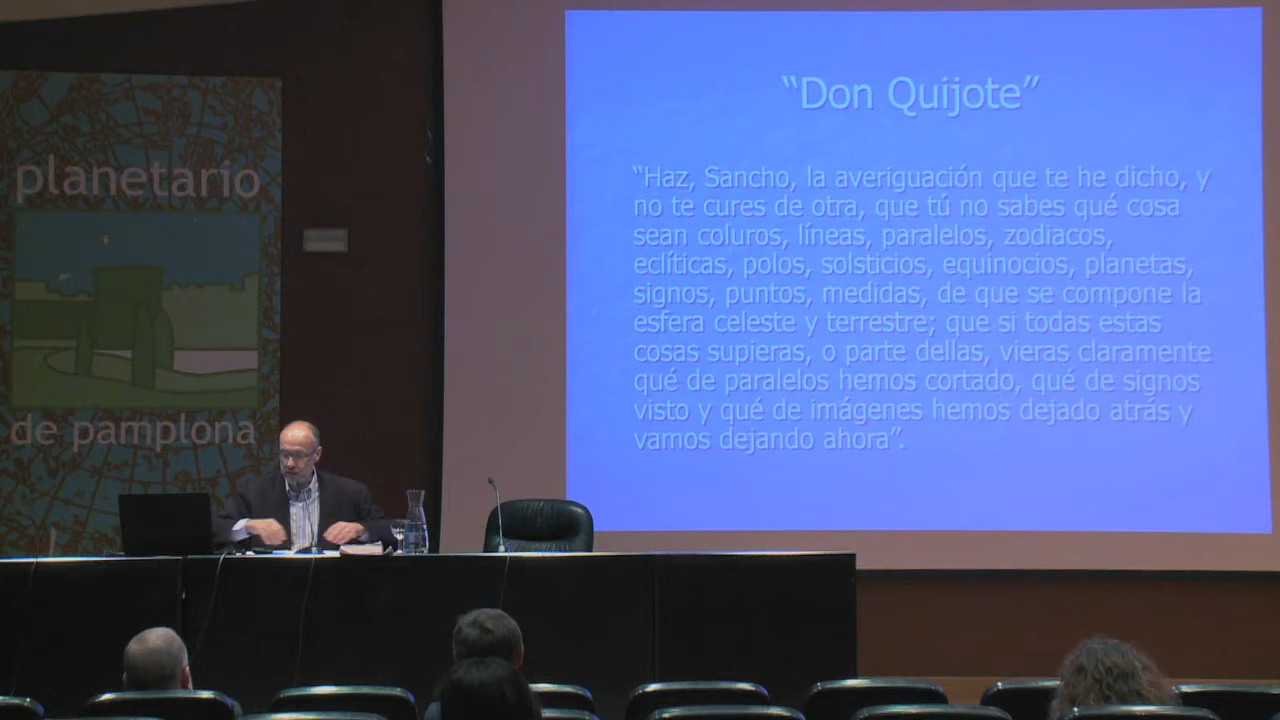 planetario
de pamplona
“Don Quijote”
“Haz, Sancho, la averiguación que te he dicho, y
no te cures de otra, que tú no sabes qué cosa
sean coluros, líneas, paralelos, zodiacos,
eclíticas, polos, solsticios, equinocios, planetas,
signos, puntos, medidas, de que se compone la
esfera celeste y terrestre; que si todas estas
cosas supieras, o parte dellas, vieras claramente
qué de paralelos hemos cortado, qué de signos
visto y qué de imágenes hemos dejado atrás y
vamos dejando ahora”.